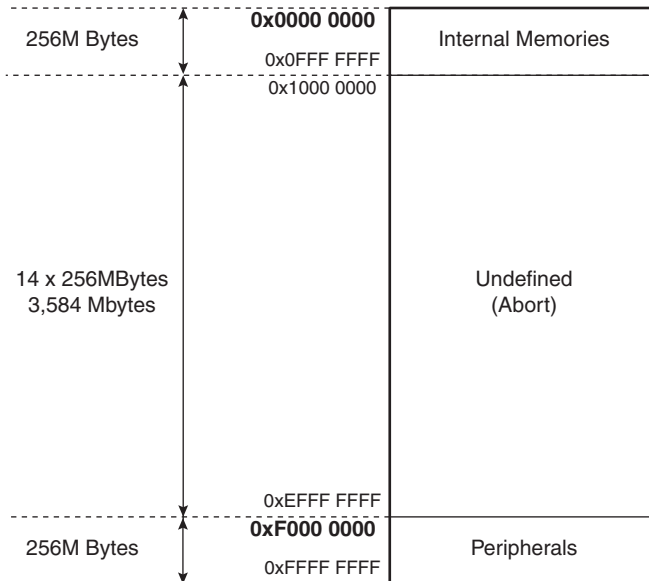 256M Bytes
0x0000 0000
0x0FFF FFFF
Internal Memories
0x1000 0000
14 x 256MBytes
3,584 Mbytes
Undefined
(Abort)
0xEFFF FFFF
256M Bytes
0xF000 0000
0xFFFF FFFF
Peripherals